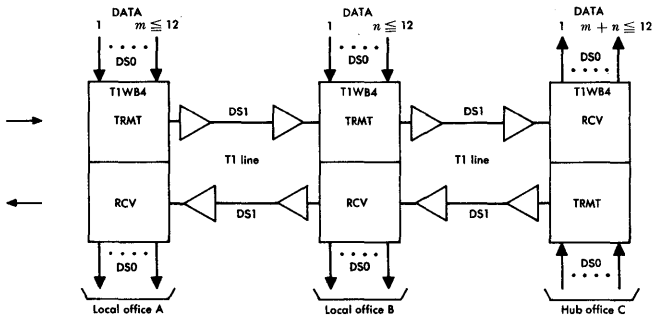 DATA DATA DATA
1 m ≦ 12 1 n ≦ 12 1 m + n ≦ 12
DS0 DS0 DS0
T1WB4 T1WB4 T1WB4
TRMT DS1 TRMT DS1 RCV
T1 line T1 line
RCV DS1 RCV DS1 TRMT
DS0 DS0 DS0
Local office A Local office B Hub office C